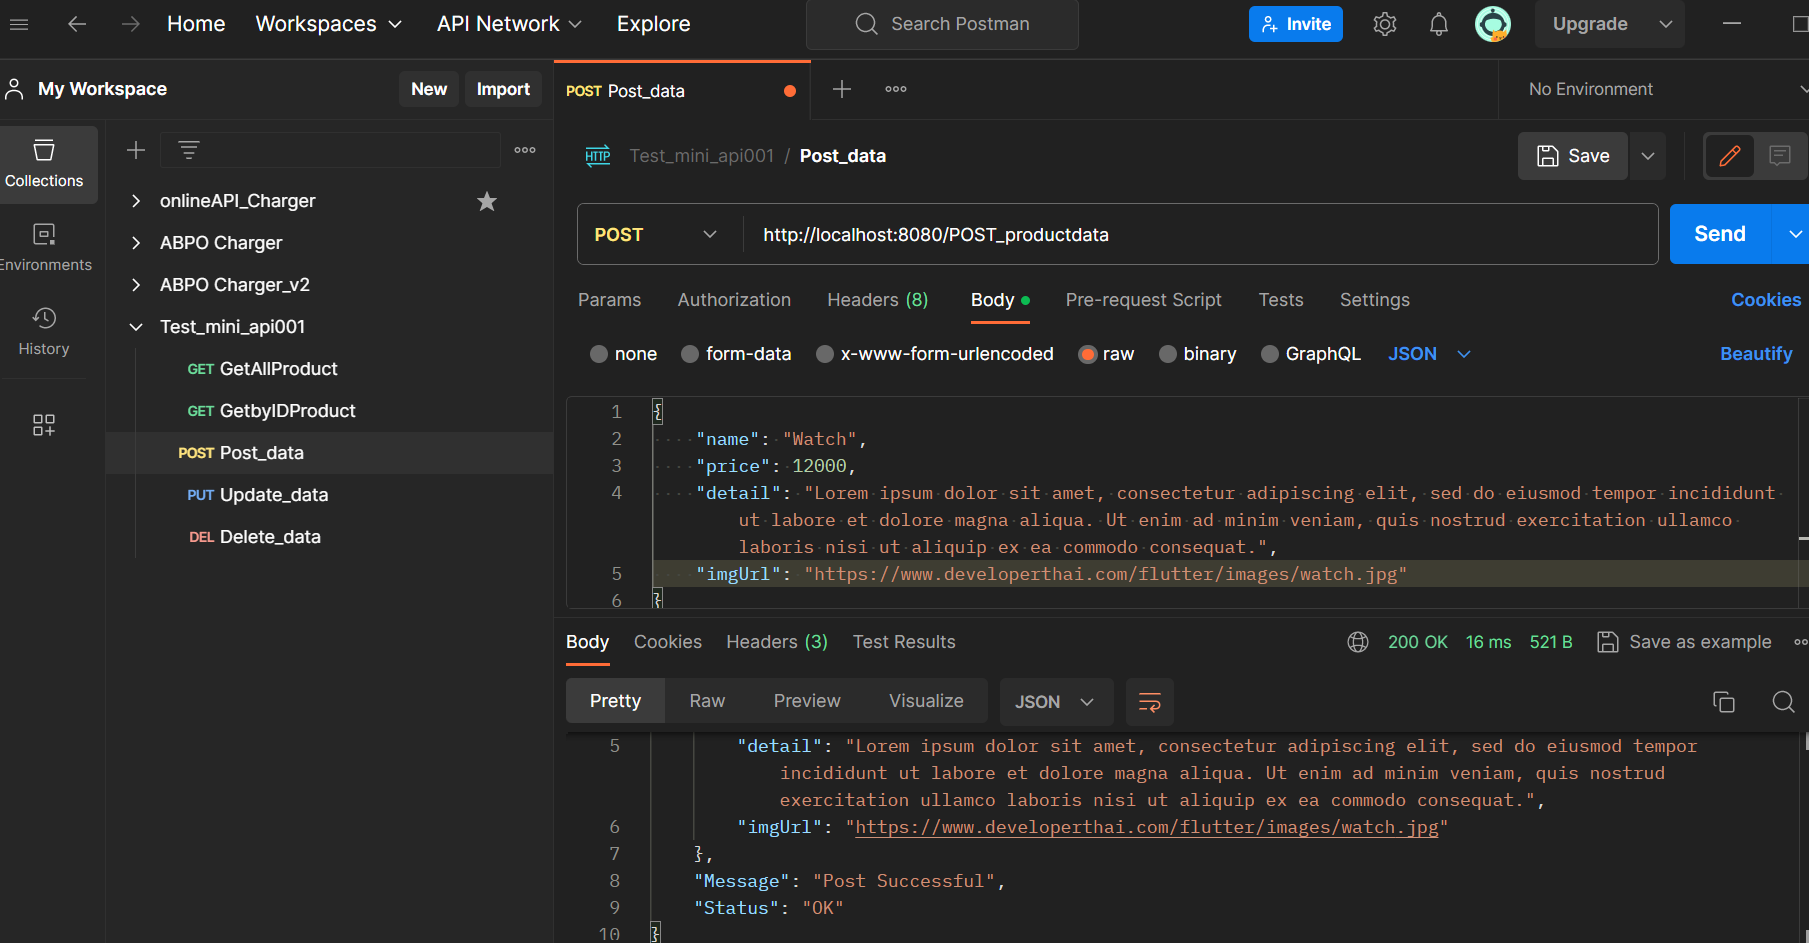 Home Workspaces API Network Explore Search Postman Invite Upgrade
My Workspace New Import
POST Post_data No Environment
Collections
Environments
History
onlineAPI_Charger
ABPO Charger
ABPO Charger_v2
Test_mini_api001
GET GetAllProduct
GET GetbyIDProduct
POST Post_data
PUT Update_data
DEL Delete_data
HTTP Test_mini_api001 / Post_data Save
POST http://localhost:8080/POST_productdata Send
Params Authorization Headers (8) Body Pre-request Script Tests Settings Cookies
none form-data x-www-form-urlencoded raw binary GraphQL JSON Beautify
1 {
2 "name": "Watch",
3 "price": 12000,
4 "detail": "Lorem ipsum dolor sit amet, consectetur adipiscing elit, sed do eiusmod tempor incididunt
ut labore et dolore magna aliqua. Ut enim ad minim veniam, quis nostrud exercitation ullamco
laboris nisi ut aliquip ex ea commodo consequat.",
5 "imgUrl": "https://www.developerthai.com/flutter/images/watch.jpg"
6 }
Body Cookies Headers (3) Test Results 200 OK 16 ms 521 B Save as example
Pretty Raw Preview Visualize JSON
5 "detail": "Lorem ipsum dolor sit amet, consectetur adipiscing elit, sed do eiusmod tempor
incididunt ut labore et dolore magna aliqua. Ut enim ad minim veniam, quis nostrud
exercitation ullamco laboris nisi ut aliquip ex ea commodo consequat.",
6 "imgUrl": "https://www.developerthai.com/flutter/images/watch.jpg"
7 },
8 "Message": "Post Successful",
9 "Status": "OK"
10 }